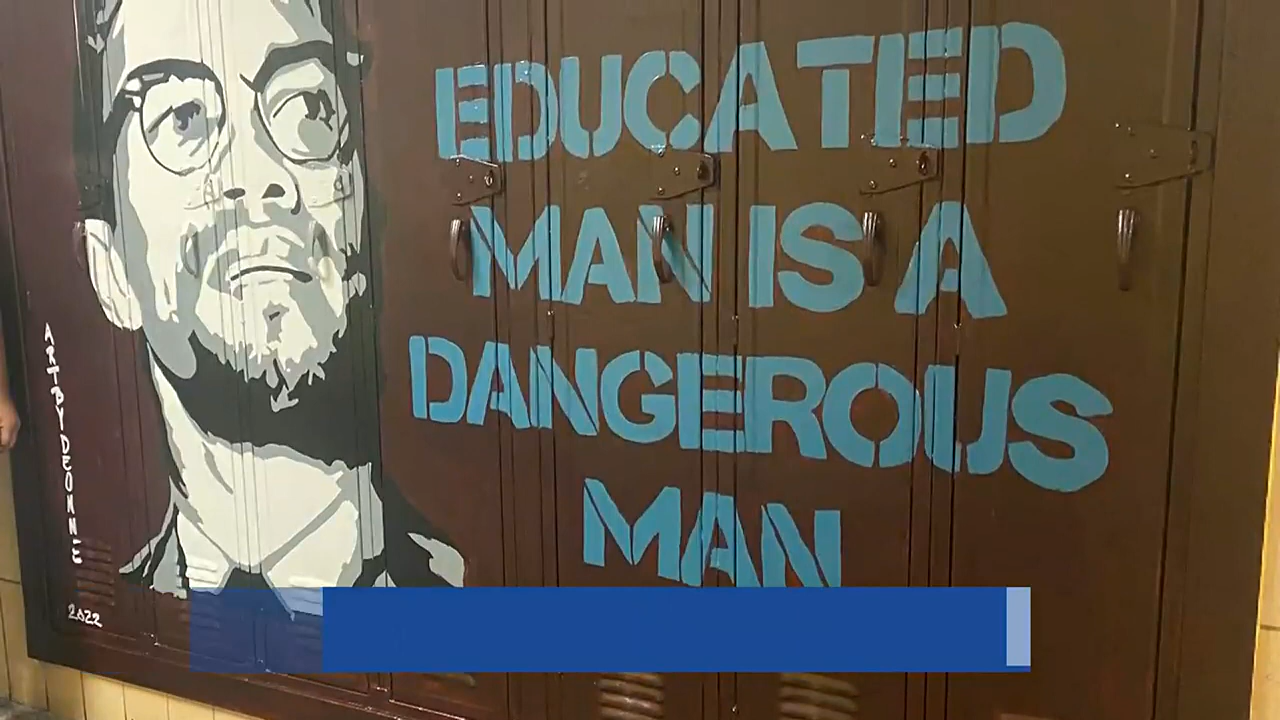 EDUCATED
MAN IS A
DANGEROUS
MAN
ARTBYDEONNE
2022